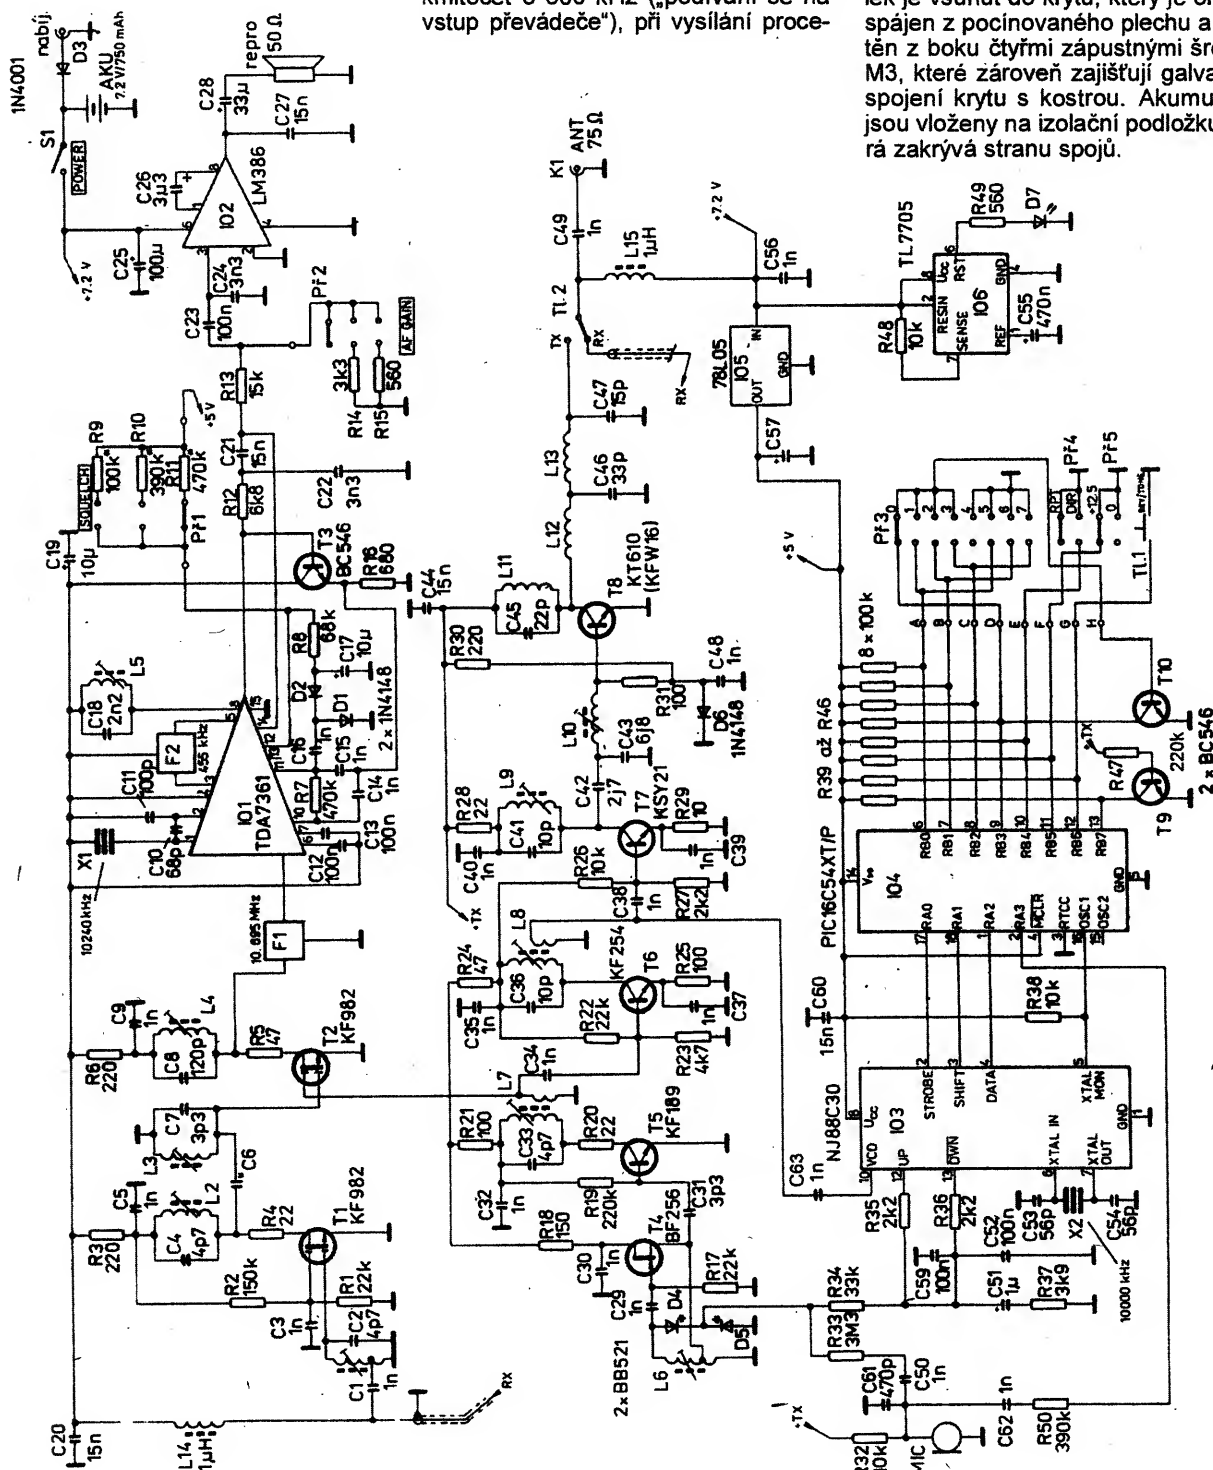 kmitočet o 600 kHz („podívání se na
vstup převáděče“), při vysílání proce-
spájen z pocínovaného plechu a
těn z boku čtyřmi zápustnými šro
M3, které zároveň zajišťují galva
spojení krytu s kostrou. Akumu
jsou vloženy na izolační podložku
rá zakrývá stranu spojů.
1N4001
nabíj.
D3
AKU
7.2 V/750 mAh
S1
POWER
+7.2 V
repro
50 Ω
C28
33µ
C27
15n
C26
3µ3
LM386
IO2
C25
100µ
C24
3n3
C23
100n
Př2
AF GAIN
R13
15k
3k3
R14
560
R15
SQUELCH
R9
100k
R10
390k
R11
470k
Př1
+5V
C21
15n
R12
6k8
C22
3n3
C19
10µ
T3
BC546
R16
680
R8
68k
C17
10µ
D2
D1
2x1N4148
C16
1n
C15
1n
R7
470k
C14
1n
C13
100n
C12
100n
L5
C18
2n2
F2
455 kHz
C11
100p
IO1
TDA7361
X1
C10
68p
10240 kHz
10.695 MHz
F1
C9
1n
L4
R6
220
C8
120p
R5
47
T2
KF982
C7
3p3
L3
C6
C5
1n
L2
R3
220
C4
4p7
R4
22
T1
KF982
R2
150k
R1
22k
C3
1n
C2
4p7
C1
1n
C20
15n
L14
1µH
RX
K1
ANT
75 Ω
C49
1n
Tl.2
TX
RX
L15
1µH
+7.2 V
C56
1n
C47
15p
L13
C46
33p
L12
RX
78L05
IO5
OUT
IN
GND
C57
+5 V
TL7705
R49
560
D7
Ucc
RST
RESIN
IO6
SENSE
REF
GND
R48
10k
C55
470n
C44
15n
L11
C45
22p
T8
KT610
(KFW16)
R30
220
R31
100
C48
1n
D6
1N4148
L10
C43
6j8
C42
2j7
L9
R28
22
C41
10p
T7
KSY21
R29
10
C40
1n
R26
10k
C39
1n
C38
1n
R27
2k2
+TX
L8
R24
47
C36
10p
KF254
T6
R25
100
C35
1n
R22
22k
C37
1n
R23
4k7
C34
1n
L7
R21
100
C33
4p7
R20
22
T5
KF189
C32
1n
R19
220k
C31
3p3
R18
150
T4
BF256
C30
1n
R17
22k
C29
1n
D4
D5
2xBB521
L6
Př3
0
1
2
3
4
5
6
7
Př4
RPT
DIR
Př5
+12.5
0
Tl.1
A
B
C
D
E
F
G
H
8 x 100k
R39 až R46
+TX
R47
220k
T10
T9
2 x BC546
PIC16C54XT/P
IO4
RB0
RB1
RB2
RB3
RB4
RB5
RB6
RB7
RA0
RA1
RA2
RA3
MCLR
RTCC
OSC1
OSC2
GND
C60
15n
R38
10k
NJ88C30
IO3
Ucc
STROBE
SHIFT
DATA
XTAL MON
XTAL IN
XTAL OUT
GND
VCO
UP
DWN
C63
1n
R35
2k2
R36
2k2
C53
56p
X2
C54
56p
10000 kHz
C52
100n
C59
100n
C51
1µ
R37
3k9
R34
33k
R33
3M3
C61
470p
C50
1n
+TX
R32
C62
1n
R50
390k